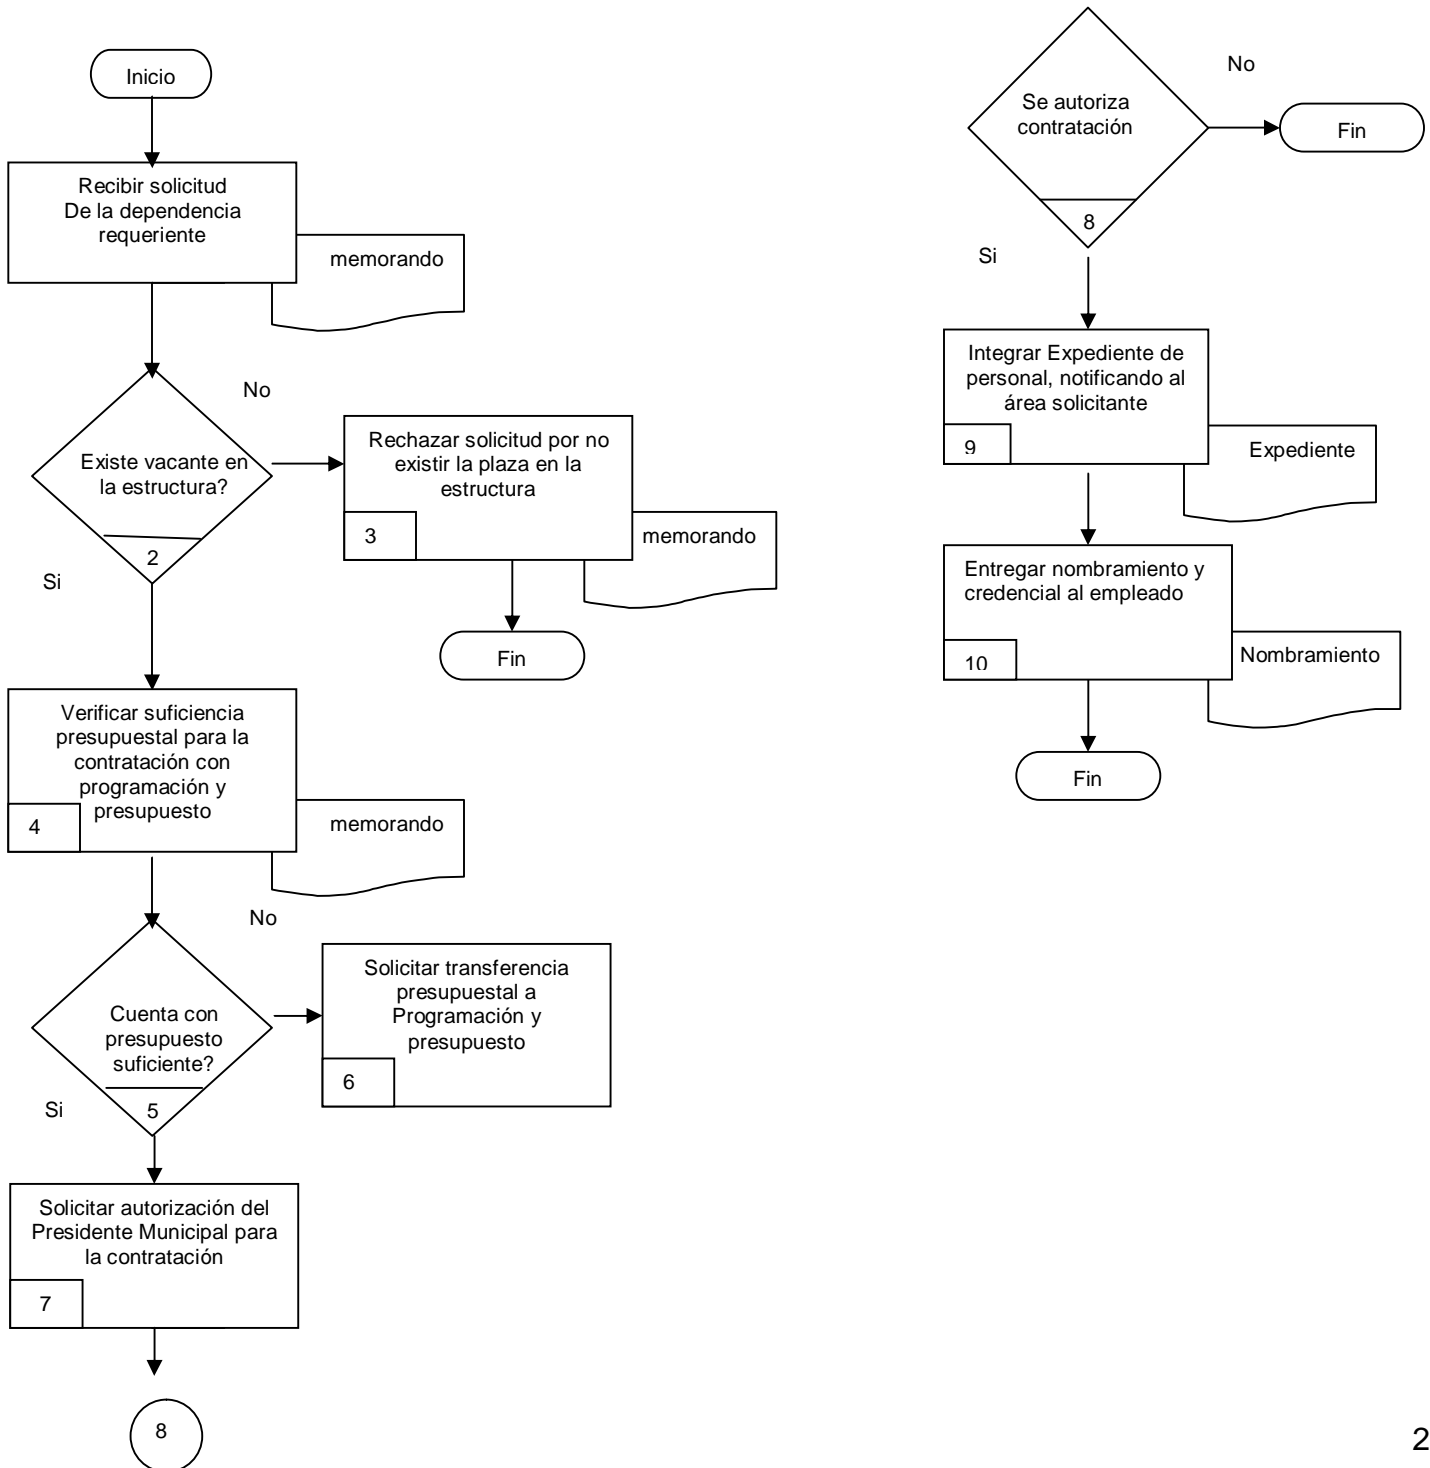 Inicio
Recibir solicitud
De la dependencia
requeriente
memorando
No
Existe vacante en
la estructura?
2
Si
Rechazar solicitud por no
existir la plaza en la
estructura
3
memorando
Fin
Verificar suficiencia
presupuestal para la
contratación con
programación y
presupuesto
4
memorando
No
Cuenta con
presupuesto
suficiente?
5
Si
Solicitar transferencia
presupuestal a
Programación y
presupuesto
6
Solicitar autorización del
Presidente Municipal para
la contratación
7
8
Se autoriza
contratación
8
No
Fin
Si
Integrar Expediente de
personal, notificando al
área solicitante
9
Expediente
Entregar nombramiento y
credencial al empleado
10
Nombramiento
Fin
2